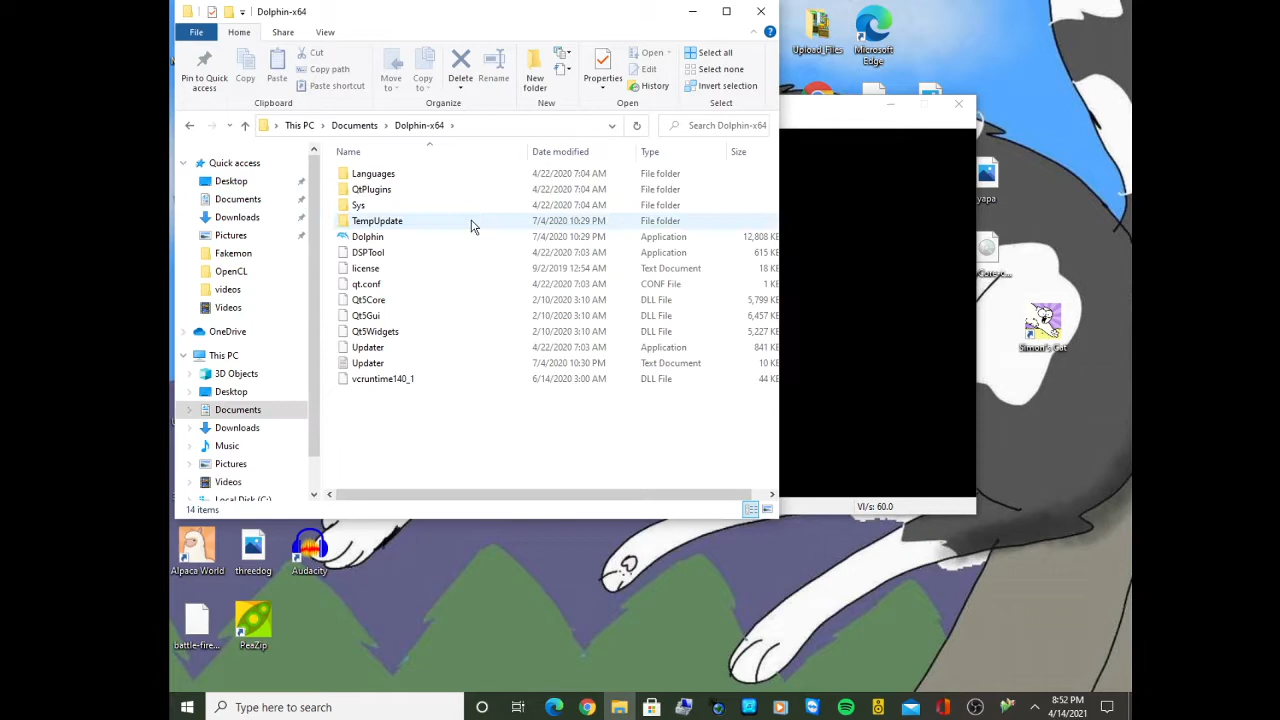 Dolphin-x64
File Home Share View
Pin to Quick access
Copy
Paste
Cut
Copy path
Paste shortcut
Clipboard
Move to
Copy to
Delete
Rename
Organize
New folder
New
Properties
Open
Edit
History
Open
Select all
Select none
Invert selection
Select
This PC Documents Dolphin-x64
Search Dolphin-x64
Quick access
Desktop
Documents
Downloads
Pictures
Fakemon
OpenCL
videos
Videos
OneDrive
This PC
3D Objects
Desktop
Documents
Downloads
Music
Pictures
Videos
Local Disk (C:)
Name Date modified Type Size
Languages 4/22/2020 7:04 AM File folder
QtPlugins 4/22/2020 7:04 AM File folder
Sys 4/22/2020 7:04 AM File folder
TempUpdate 7/4/2020 10:29 PM File folder
Dolphin 7/4/2020 10:29 PM Application 12,808 KB
DSPTool 4/22/2020 7:03 AM Application 615 KB
license 9/2/2019 12:54 AM Text Document 18 KB
qt.conf 4/22/2020 7:03 AM CONF File 1 KB
Qt5Core 2/10/2020 3:10 AM DLL File 5,799 KB
Qt5Gui 2/10/2020 3:10 AM DLL File 6,457 KB
Qt5Widgets 2/10/2020 3:10 AM DLL File 5,227 KB
Updater 4/22/2020 7:03 AM Application 841 KB
Updater 7/4/2020 10:30 PM Text Document 10 KB
vcruntime140_1 6/14/2020 3:00 AM DLL File 44 KB
14 items
VI/s: 60.0
Upload_Files
Microsoft Edge
yapa
Simon's Cat
Alpaca World
threedog
Audacity
battle-fire...
PeaZip
Type here to search
8:52 PM
4/14/2021